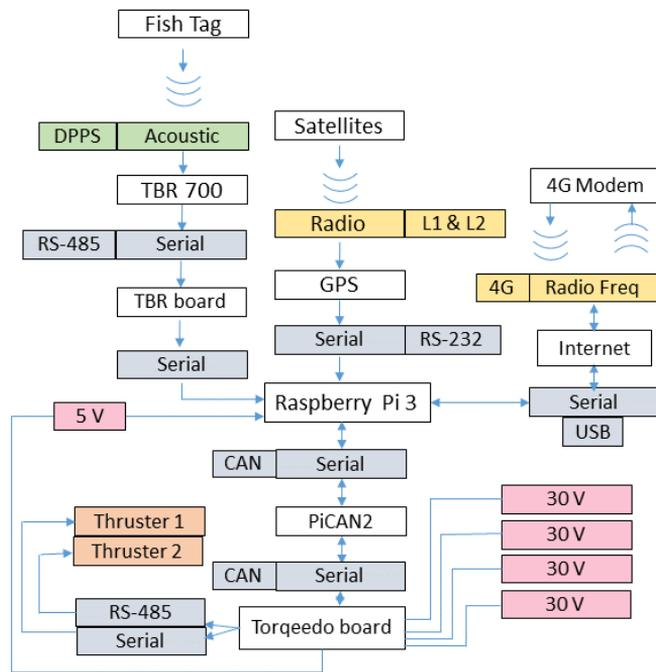 Fish Tag
DPPS Acoustic
Satellites
TBR 700
4G Modem
Radio L1 & L2
RS-485 Serial
GPS
4G Radio Freq
TBR board
Serial RS-232
Internet
Serial
Raspberry Pi 3
Serial
USB
5 V
CAN Serial
30 V
Thruster 1
PiCAN2
30 V
Thruster 2
30 V
CAN Serial
30 V
RS-485
Serial
Torqeedo board